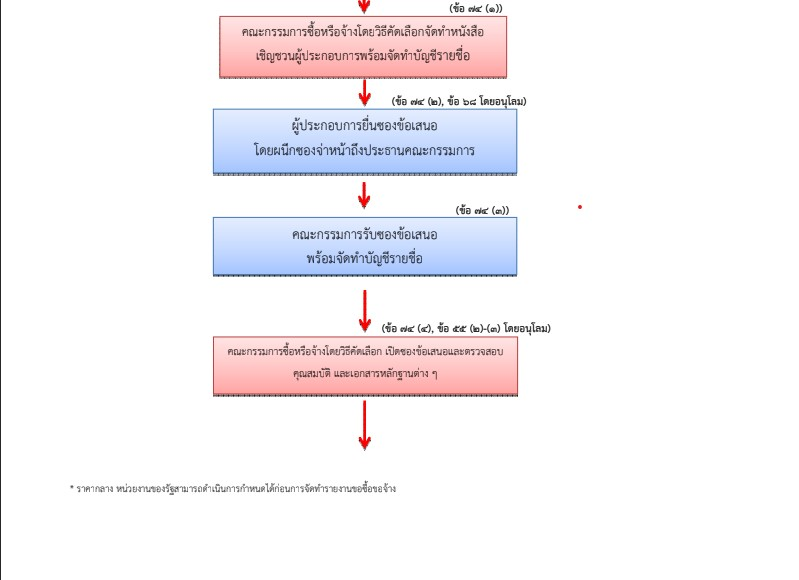 (ข้อ ๗๔ (๑))
คณะกรรมการซื้อหรือจ้างโดยวิธีคัดเลือกจัดทำหนังสือ
เชิญชวนผู้ประกอบการพร้อมจัดทำบัญชีรายชื่อ
(ข้อ ๗๔ (๒), ข้อ ๖๘ โดยอนุโลม)
ผู้ประกอบการยื่นซองข้อเสนอ
โดยผนึกซองจ่าหน้าถึงประธานคณะกรรมการ
(ข้อ ๗๔ (๓))
คณะกรรมการรับซองข้อเสนอ
พร้อมจัดทำบัญชีรายชื่อ
(ข้อ ๗๔ (๔), ข้อ ๕๕ (๒)-(๓) โดยอนุโลม)
คณะกรรมการซื้อหรือจ้างโดยวิธีคัดเลือก เปิดซองข้อเสนอและตรวจสอบ
คุณสมบัติ และเอกสารหลักฐานต่าง ๆ
* ราคากลาง หน่วยงานของรัฐสามารถดำเนินการกำหนดได้ก่อนการจัดทำรายงานขอซื้อขอจ้าง